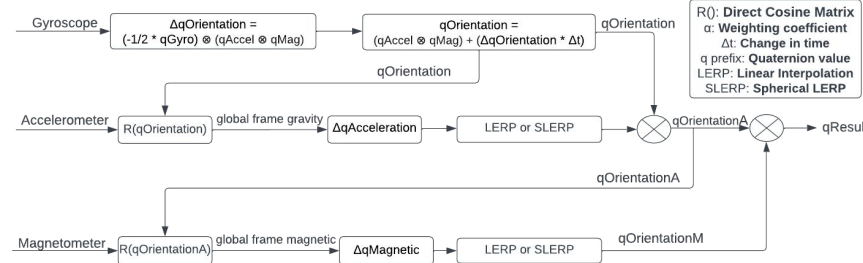 Gyroscope
ΔqOrientation =
(-1/2 * qGyro) ⊗ (qAccel ⊗ qMag)
qOrientation =
(qAccel ⊗ qMag) + (ΔqOrientation * Δt)
qOrientation
R(): Direct Cosine Matrix
α: Weighting coefficient
Δt: Change in time
q prefix: Quaternion value
LERP: Linear Interpolation
SLERP: Spherical LERP
qOrientation
Accelerometer
R(qOrientation)
global frame gravity
ΔqAcceleration
LERP or SLERP
qOrientationA
qResul
qOrientationA
Magnetometer
R(qOrientationA)
global frame magnetic
ΔqMagnetic
LERP or SLERP
qOrientationM